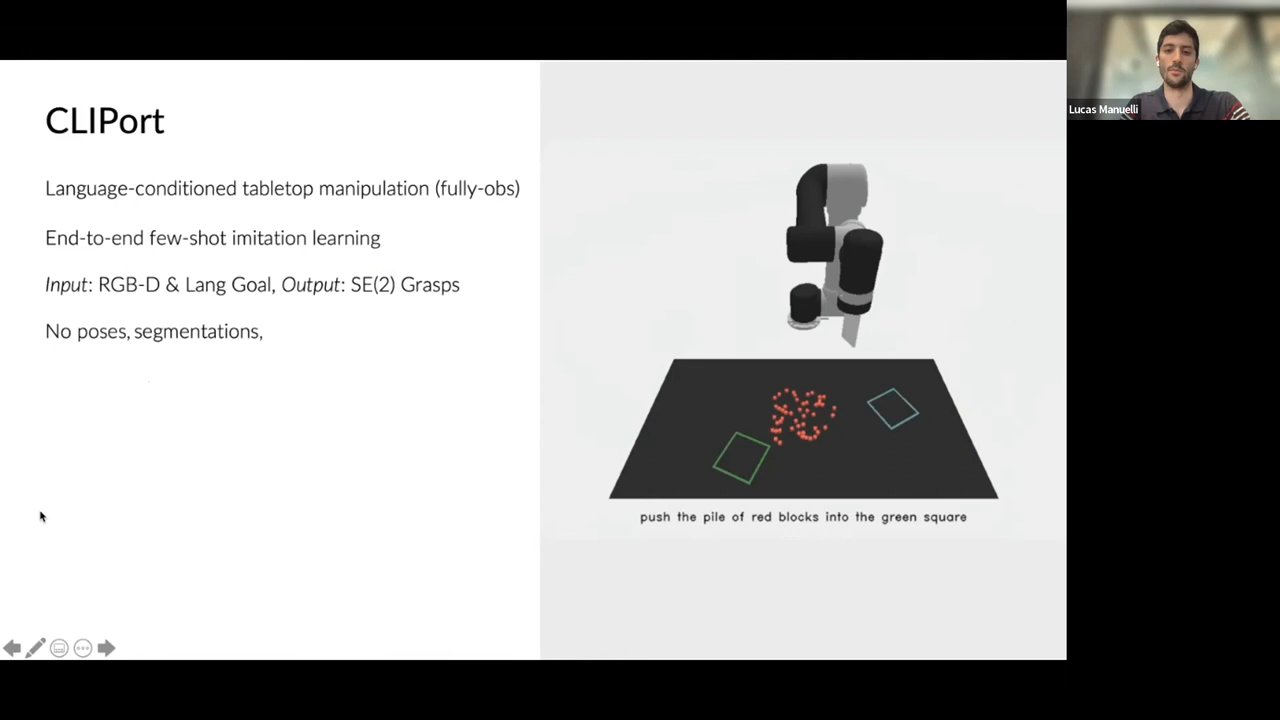 CLIPort
Language-conditioned tabletop manipulation (fully-obs)
End-to-end few-shot imitation learning
Input: RGB-D & Lang Goal, Output: SE(2) Grasps
No poses, segmentations,
push the pile of red blocks into the green square
Lucas Manuelli